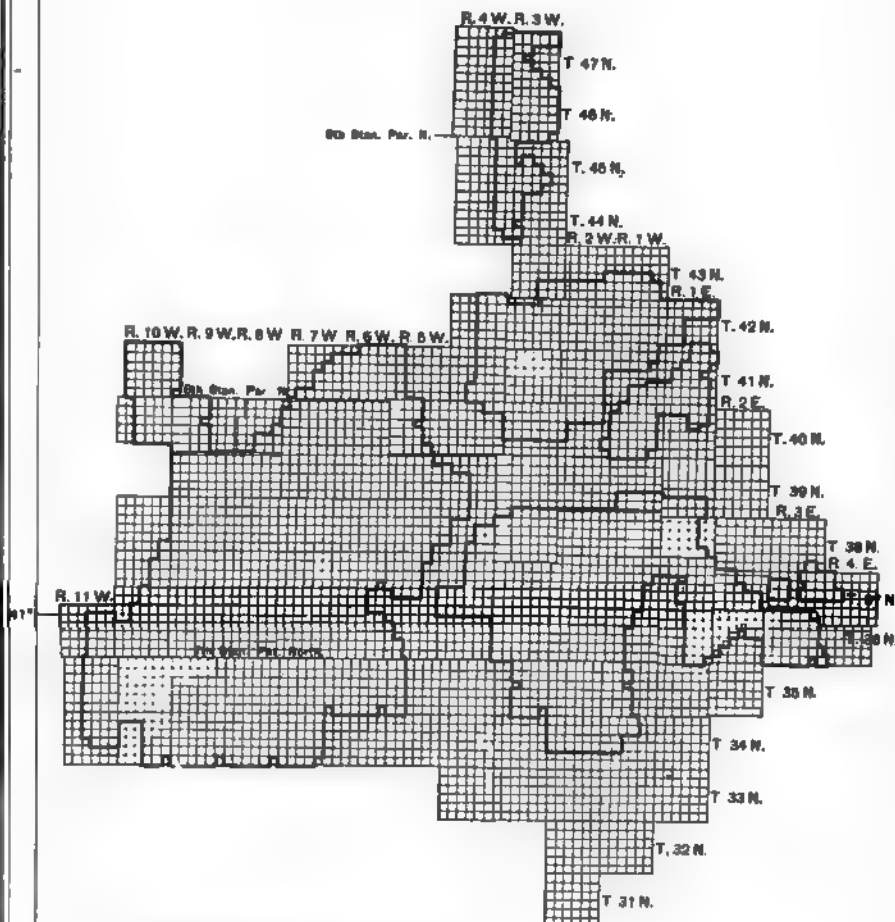 R. 4 W. R. 3 W.
T 47 N.
T 46 N.
T. 45 N.
T. 44 N.
R. 2 W. R. 1 W.
T 43 N.
R. 1 E.
T. 42 N.
R. 10 W. R. 9 W. R. 8 W R. 7 W R. 6 W. R. 5 W.
T 41 N.
R. 2 E.
T. 40 N.
T 39 N.
R. 3 E.
T 38 N.
R. 4 E.
R. 11 W.
T. 36 N.
T 35 N.
T 34 N.
T 33 N.
T. 32 N.
T 31 N.